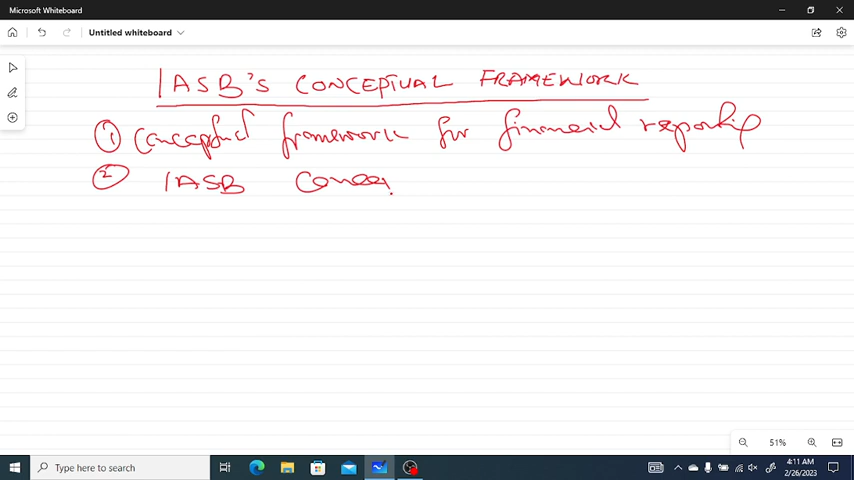 Microsoft Whiteboard
Untitled whiteboard
IASB'S CONCEPTUAL FRAMEWORK
① Conceptual framework for financial reporting
② IASB
51%
Type here to search
4:11 AM
2/26/2023